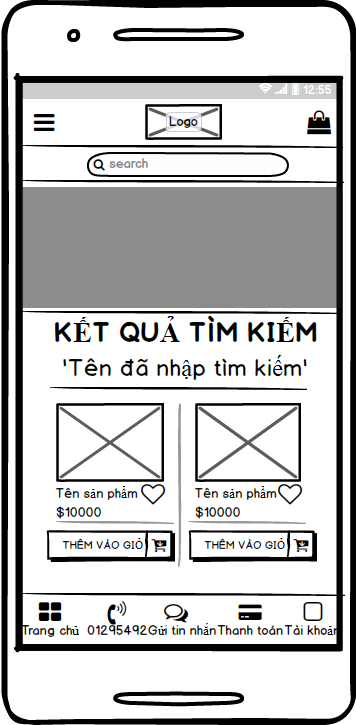 12:55
Logo
search
KẾT QUẢ TÌM KIẾM
'Tên đã nhập tìm kiếm'
Tên sản phẩm Tên sản phẩm
$10000 $10000
THÊM VÀO GIỎ THÊM VÀO GIỎ
Trang chủ 01295492 Gửi tin nhắn Thanh toán Tài khoản